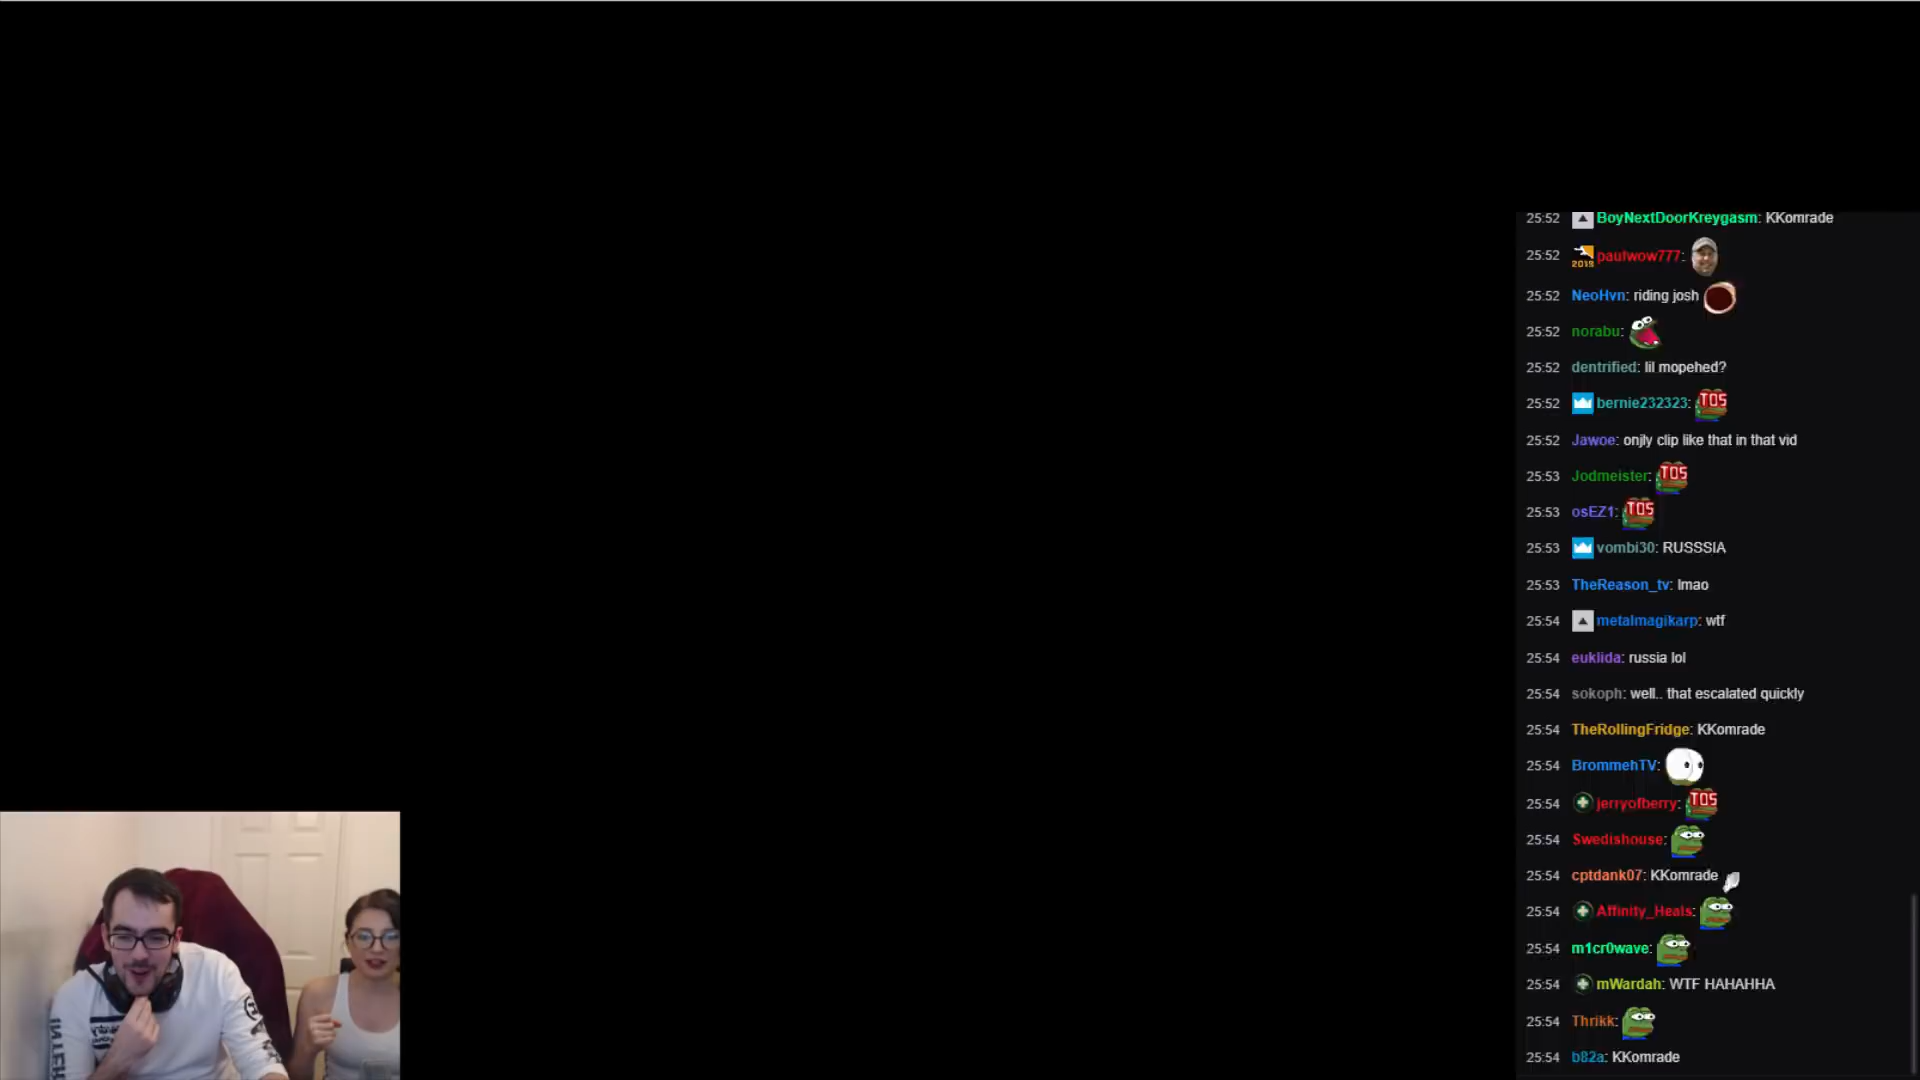 25:52 BoyNextDoorKreygasm: KKomrade
25:52 2019 paulwow777:
25:52 NeoHvn: riding josh
25:52 norabu:
25:52 dentrified: lil mopehed?
25:52 bernie232323: TOS
25:52 Jawoe: onjly clip like that in that vid
25:53 Jodmeister: TOS
25:53 osEZ1: TOS
25:53 vombi30: RUSSSIA
25:53 TheReason_tv: lmao
25:54 metalmagikarp: wtf
25:54 euklida: russia lol
25:54 sokoph: well.. that escalated quickly
25:54 TheRollingFridge: KKomrade
25:54 BrommehTV:
25:54 jerryofberry: TOS
25:54 Swedishouse:
25:54 cptdank07: KKomrade
25:54 Affinity_Heals:
25:54 m1cr0wave:
25:54 mWardah: WTF HAHAHHA
25:54 Thrikk:
25:54 b82a: KKomrade